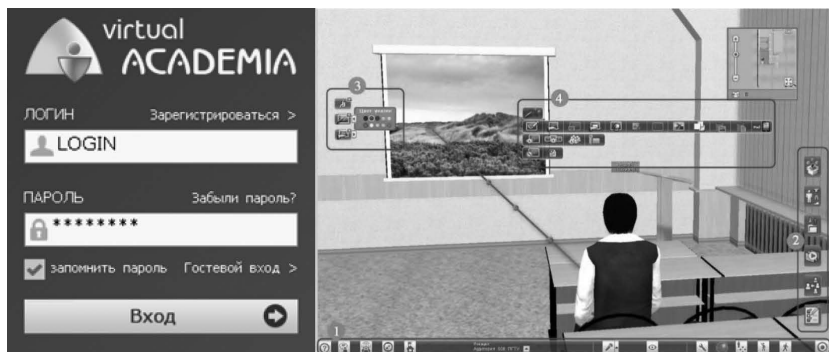 virtual
ACADEMIA
ЛОГИН Зарегистрироваться >
LOGIN
ПАРОЛЬ Забыли пароль?
********
запомнить пароль Гостевой вход >
Вход
3
4
2
1